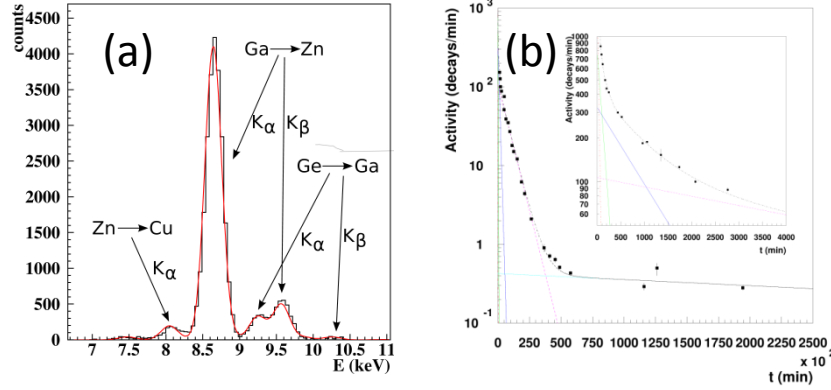 (a)
counts
4500
4000
3500
3000
2500
2000
1500
1000
500
0
Ga→Zn
Kα
Kβ
Ge→Ga
Kα
Kβ
Zn→Cu
Kα
7 7.5 8 8.5 9 9.5 10 10.5 11
E (keV)
(b)
Activity (decays/min)
10³
10²
10
1
10⁻¹
0 250 500 750 1000 1250 1500 1750 2000 2250 2500
x 10
t (min)
Activity (decays/min)
1000
900
800
700
600
500
400
300
200
100
90
80
70
60
0 500 1000 1500 2000 2500 3000 3500 4000
t (min)